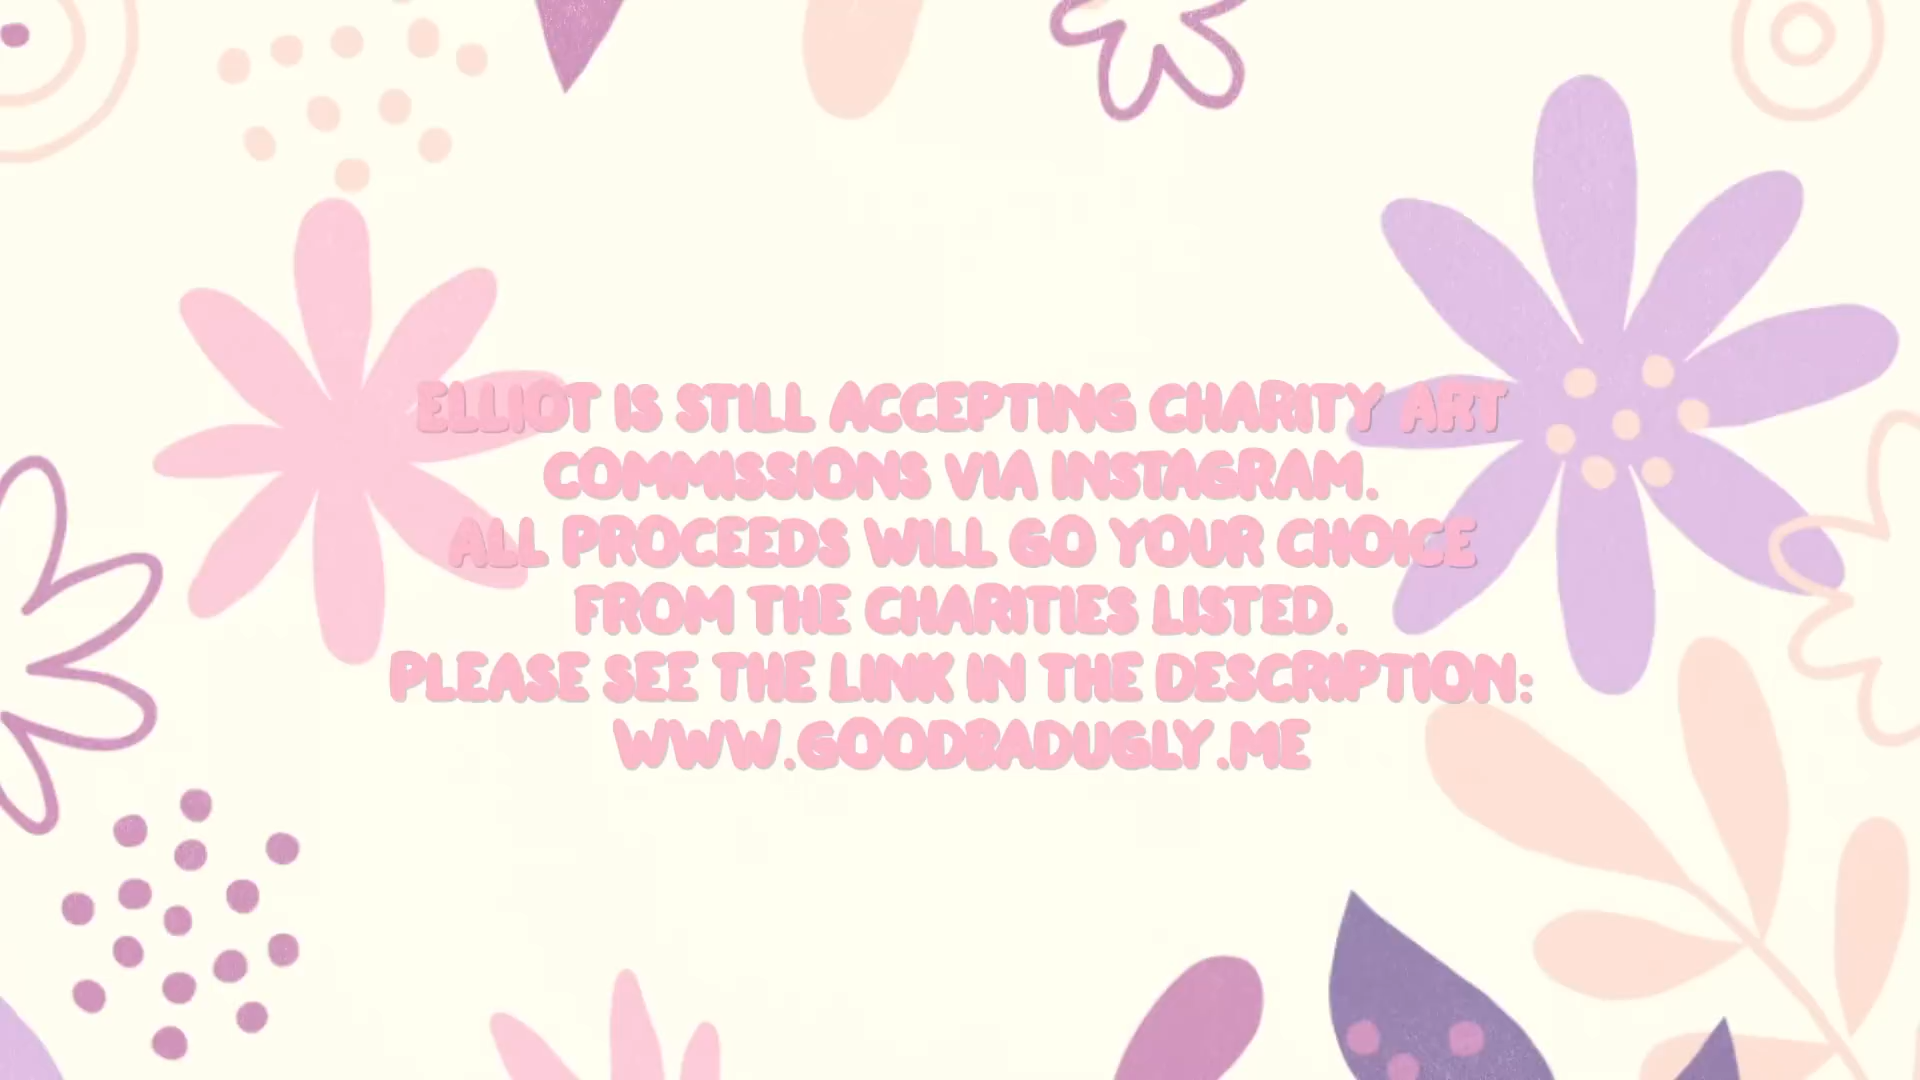 ELLIOT IS STILL ACCEPTING CHARITY ART
COMMISSIONS VIA INSTAGRAM.
ALL PROCEEDS WILL GO YOUR CHOICE
FROM THE CHARITIES LISTED.
PLEASE SEE THE LINK IN THE DESCRIPTION:
WWW.GOODBADUGLY.ME